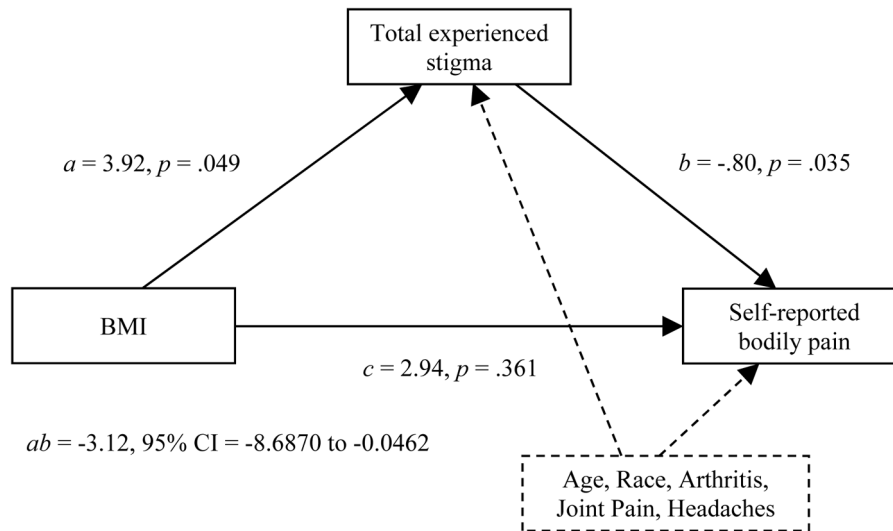 Total experienced
stigma
a = 3.92, p = .049
b = -.80, p = .035
BMI
Self-reported
bodily pain
c = 2.94, p = .361
ab = -3.12, 95% CI = -8.6870 to -0.0462
Age, Race, Arthritis,
Joint Pain, Headaches